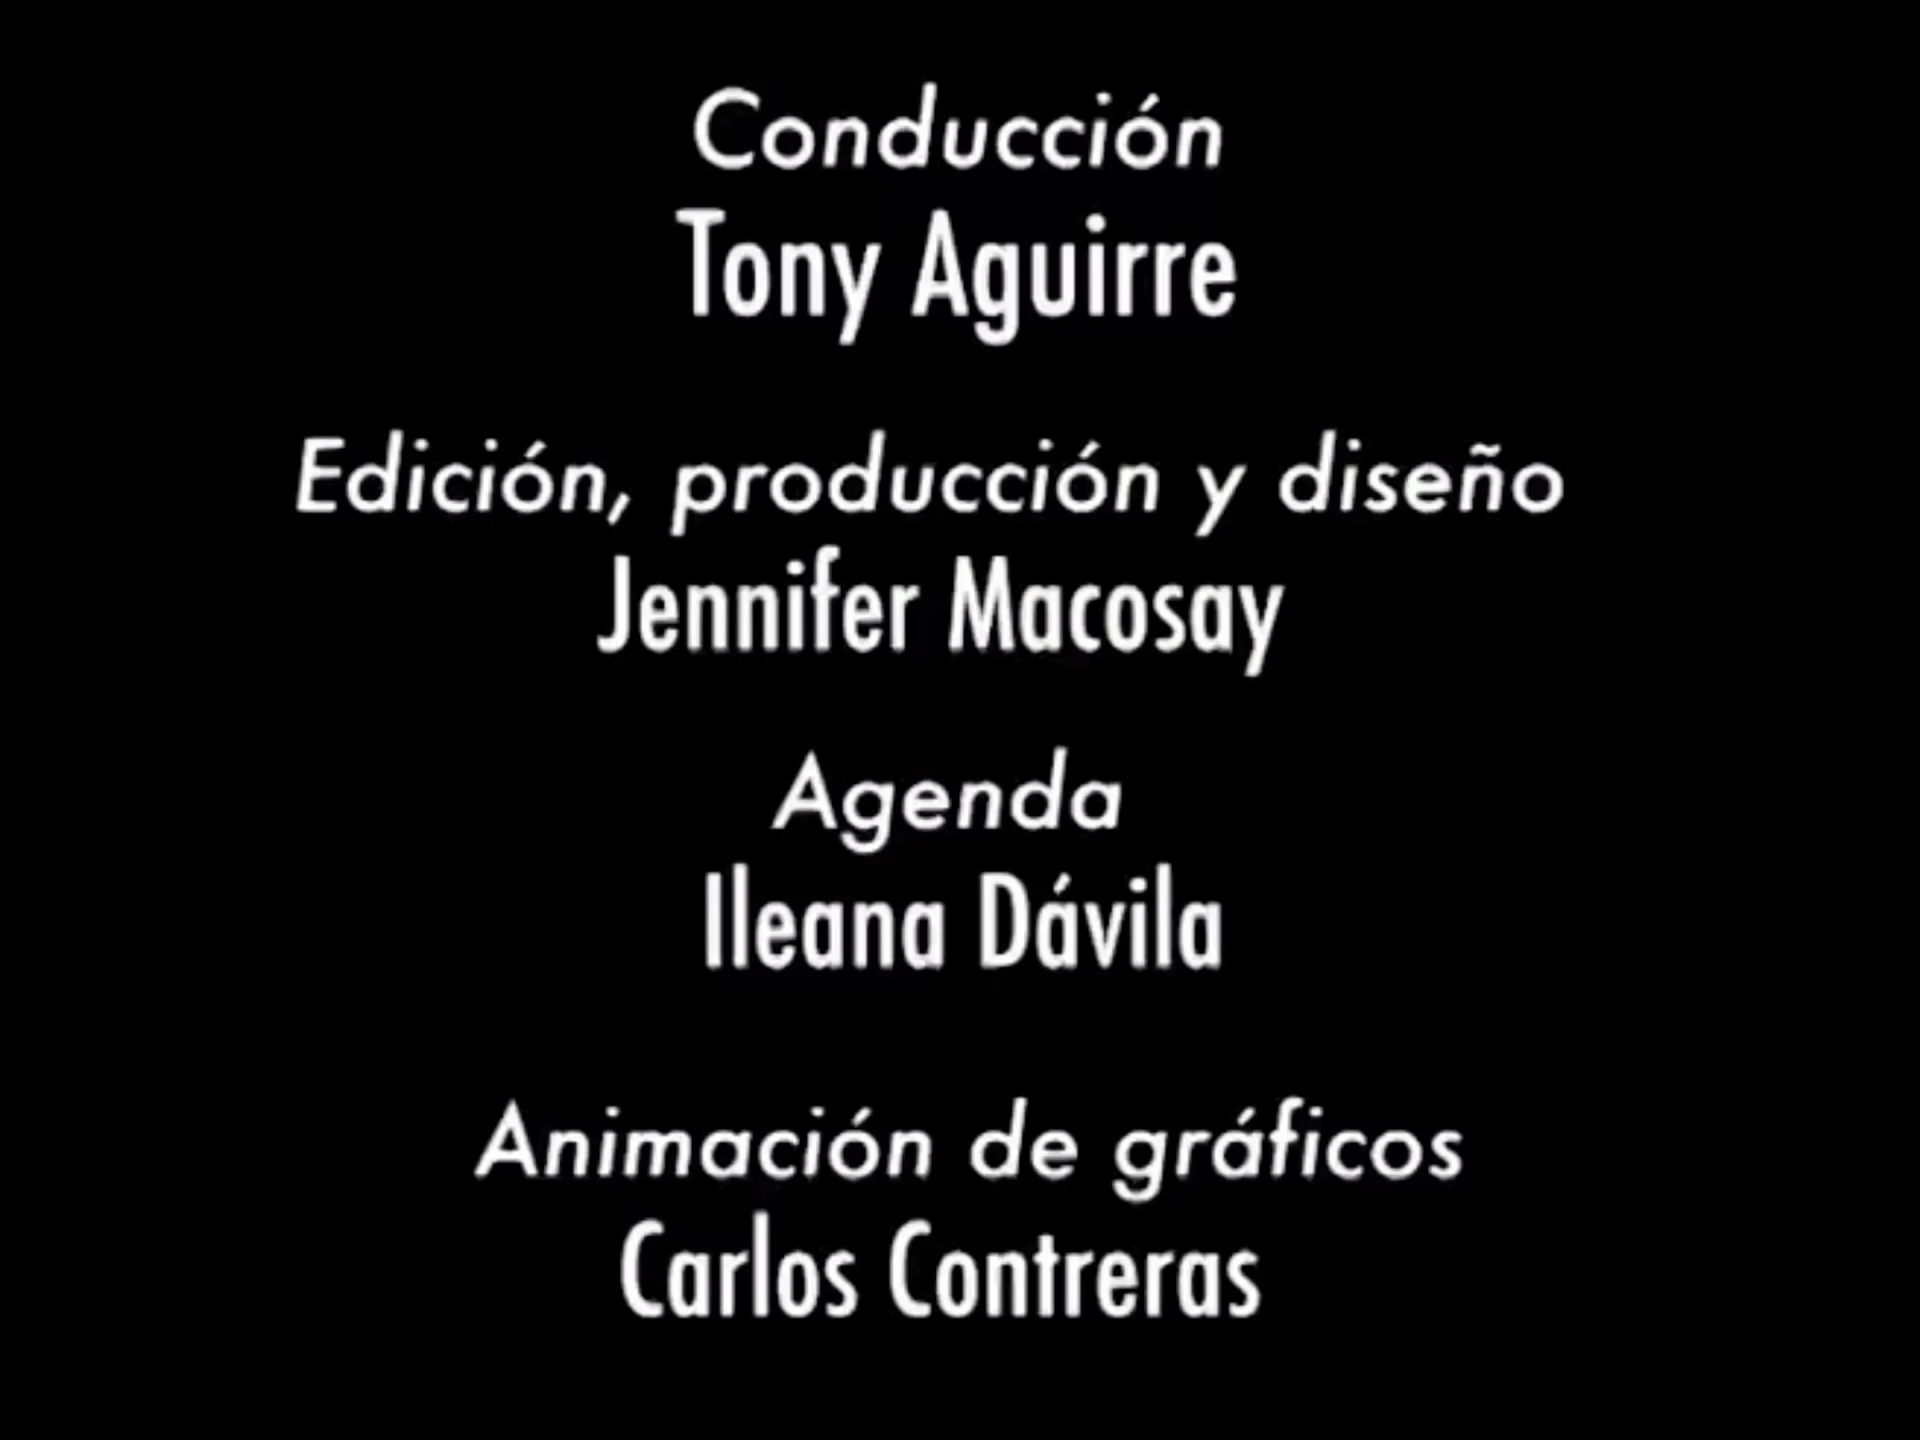 Conducción
Tony Aguirre
Edición, producción y diseño
Jennifer Macosay
Agenda
Ileana Dávila
Animación de gráficos
Carlos Contreras